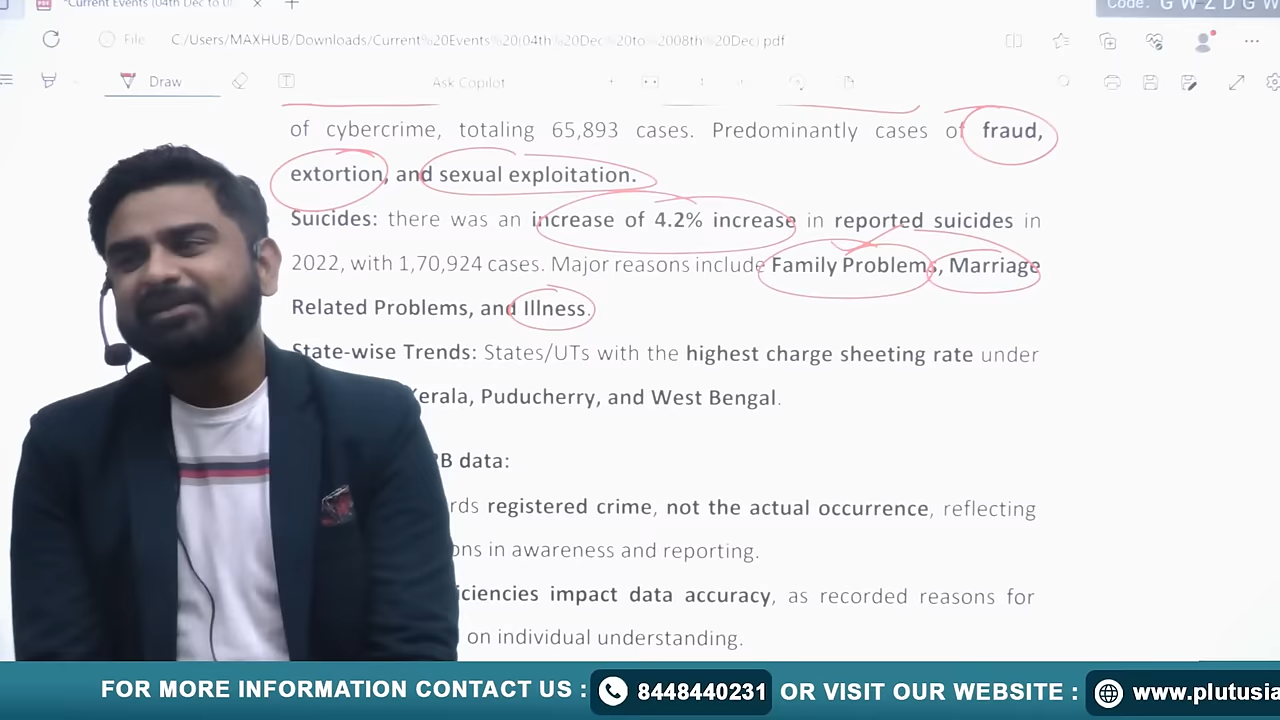 *Current Events (04th Dec to 0
Code: G W Z D G W
File C:/Users/MAXHUB/Downloads/Current%20Events%20(04th%20Dec%20to%2008th%20Dec).pdf
Draw Ask Copilot
of cybercrime, totaling 65,893 cases. Predominantly cases of fraud,
extortion, and sexual exploitation.
Suicides: there was an increase of 4.2% increase in reported suicides in
2022, with 1,70,924 cases. Major reasons include Family Problems, Marriage
Related Problems, and Illness.
State-wise Trends: States/UTs with the highest charge sheeting rate under
Kerala, Puducherry, and West Bengal.
RB data:
rds registered crime, not the actual occurrence, reflecting
ons in awareness and reporting.
iciencies impact data accuracy, as recorded reasons for
on individual understanding.
FOR MORE INFORMATION CONTACT US : 8448440231 OR VISIT OUR WEBSITE : www.plutusia